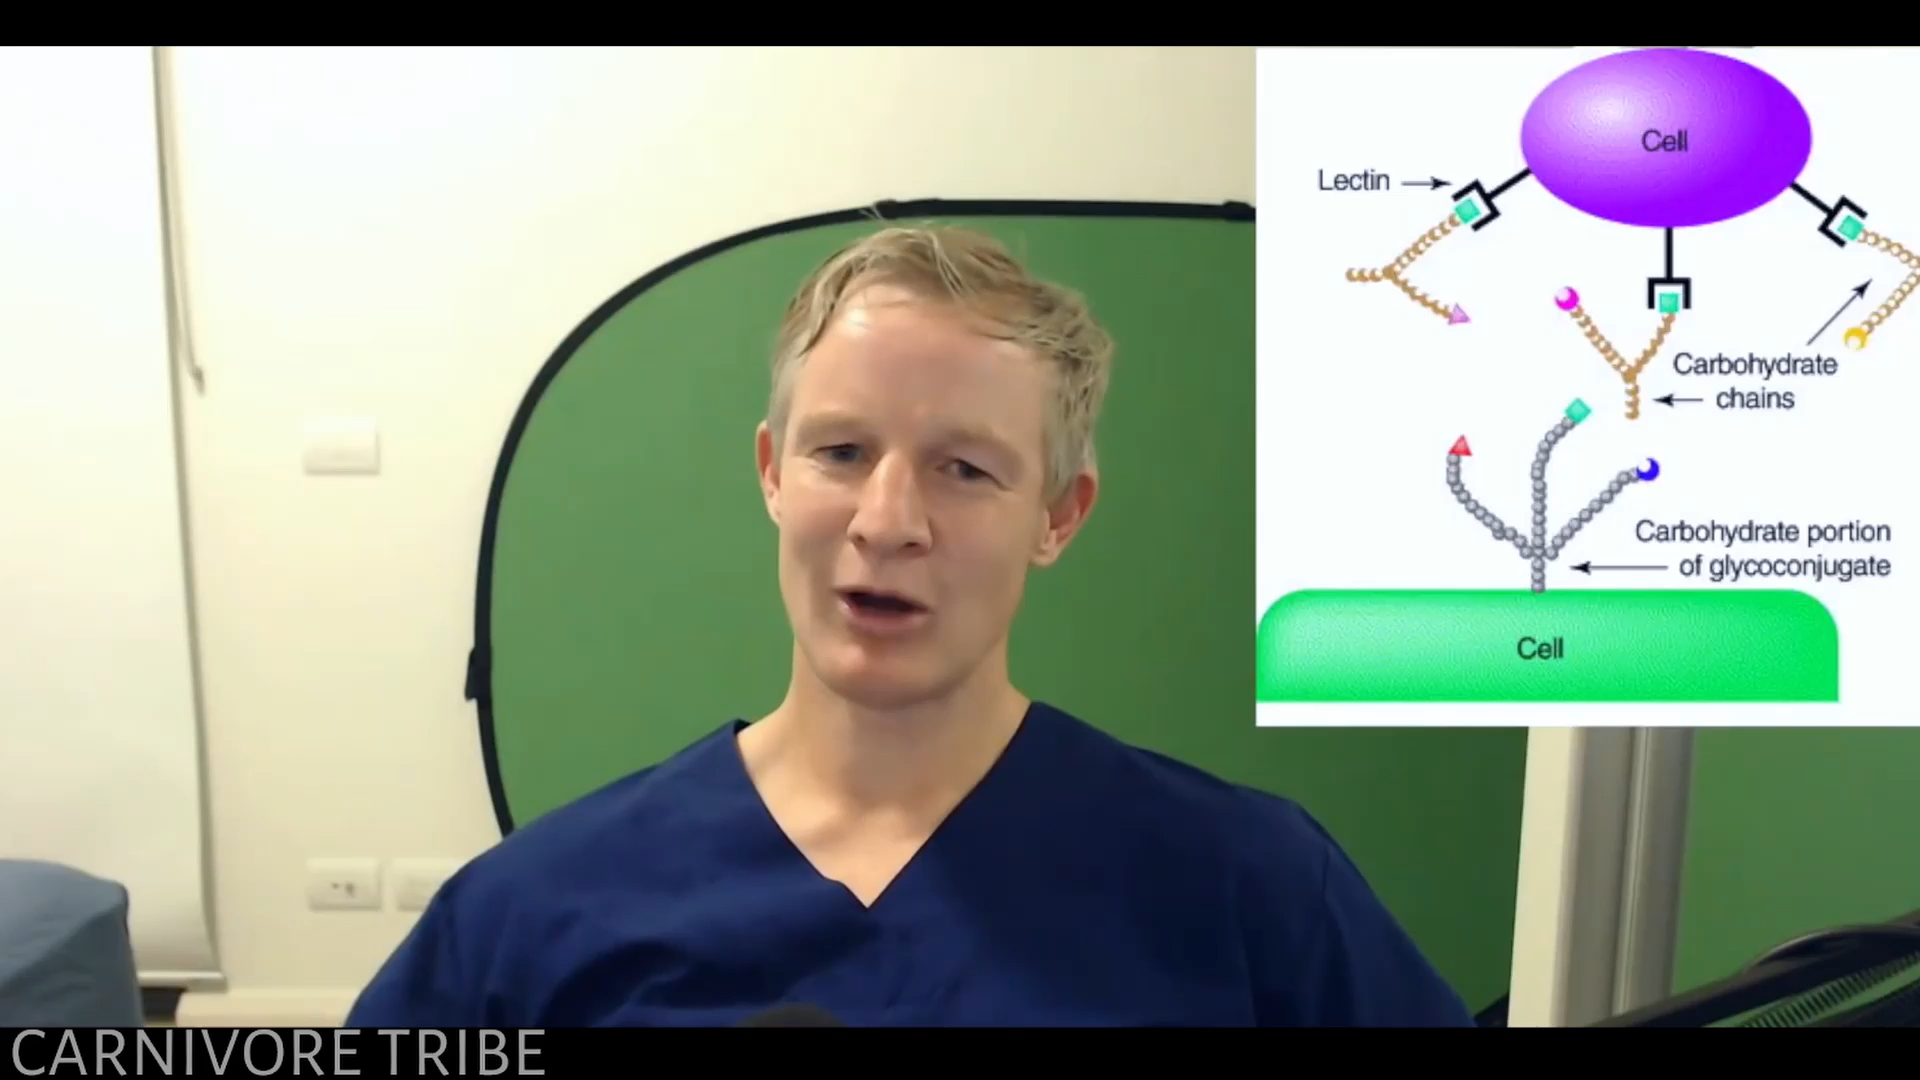 Cell
Lectin
Carbohydrate
chains
Carbohydrate portion
of glycoconjugate
Cell
CARNIVORE TRIBE